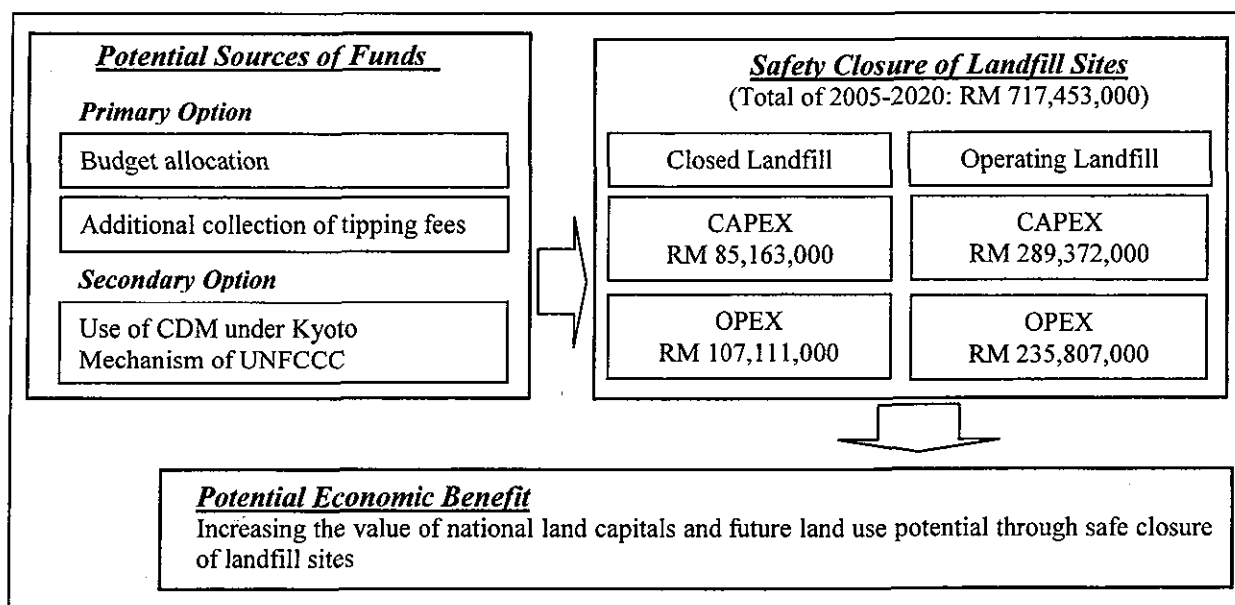 Potential Sources of Funds
Primary Option
Budget allocation
Additional collection of tipping fees
Secondary Option
Use of CDM under Kyoto
Mechanism of UNFCCC
Safety Closure of Landfill Sites
(Total of 2005-2020: RM 717,453,000)
Closed Landfill
Operating Landfill
CAPEX
RM 85,163,000
CAPEX
RM 289,372,000
OPEX
RM 107,111,000
OPEX
RM 235,807,000
Potential Economic Benefit
Increasing the value of national land capitals and future land use potential through safe closure
of landfill sites